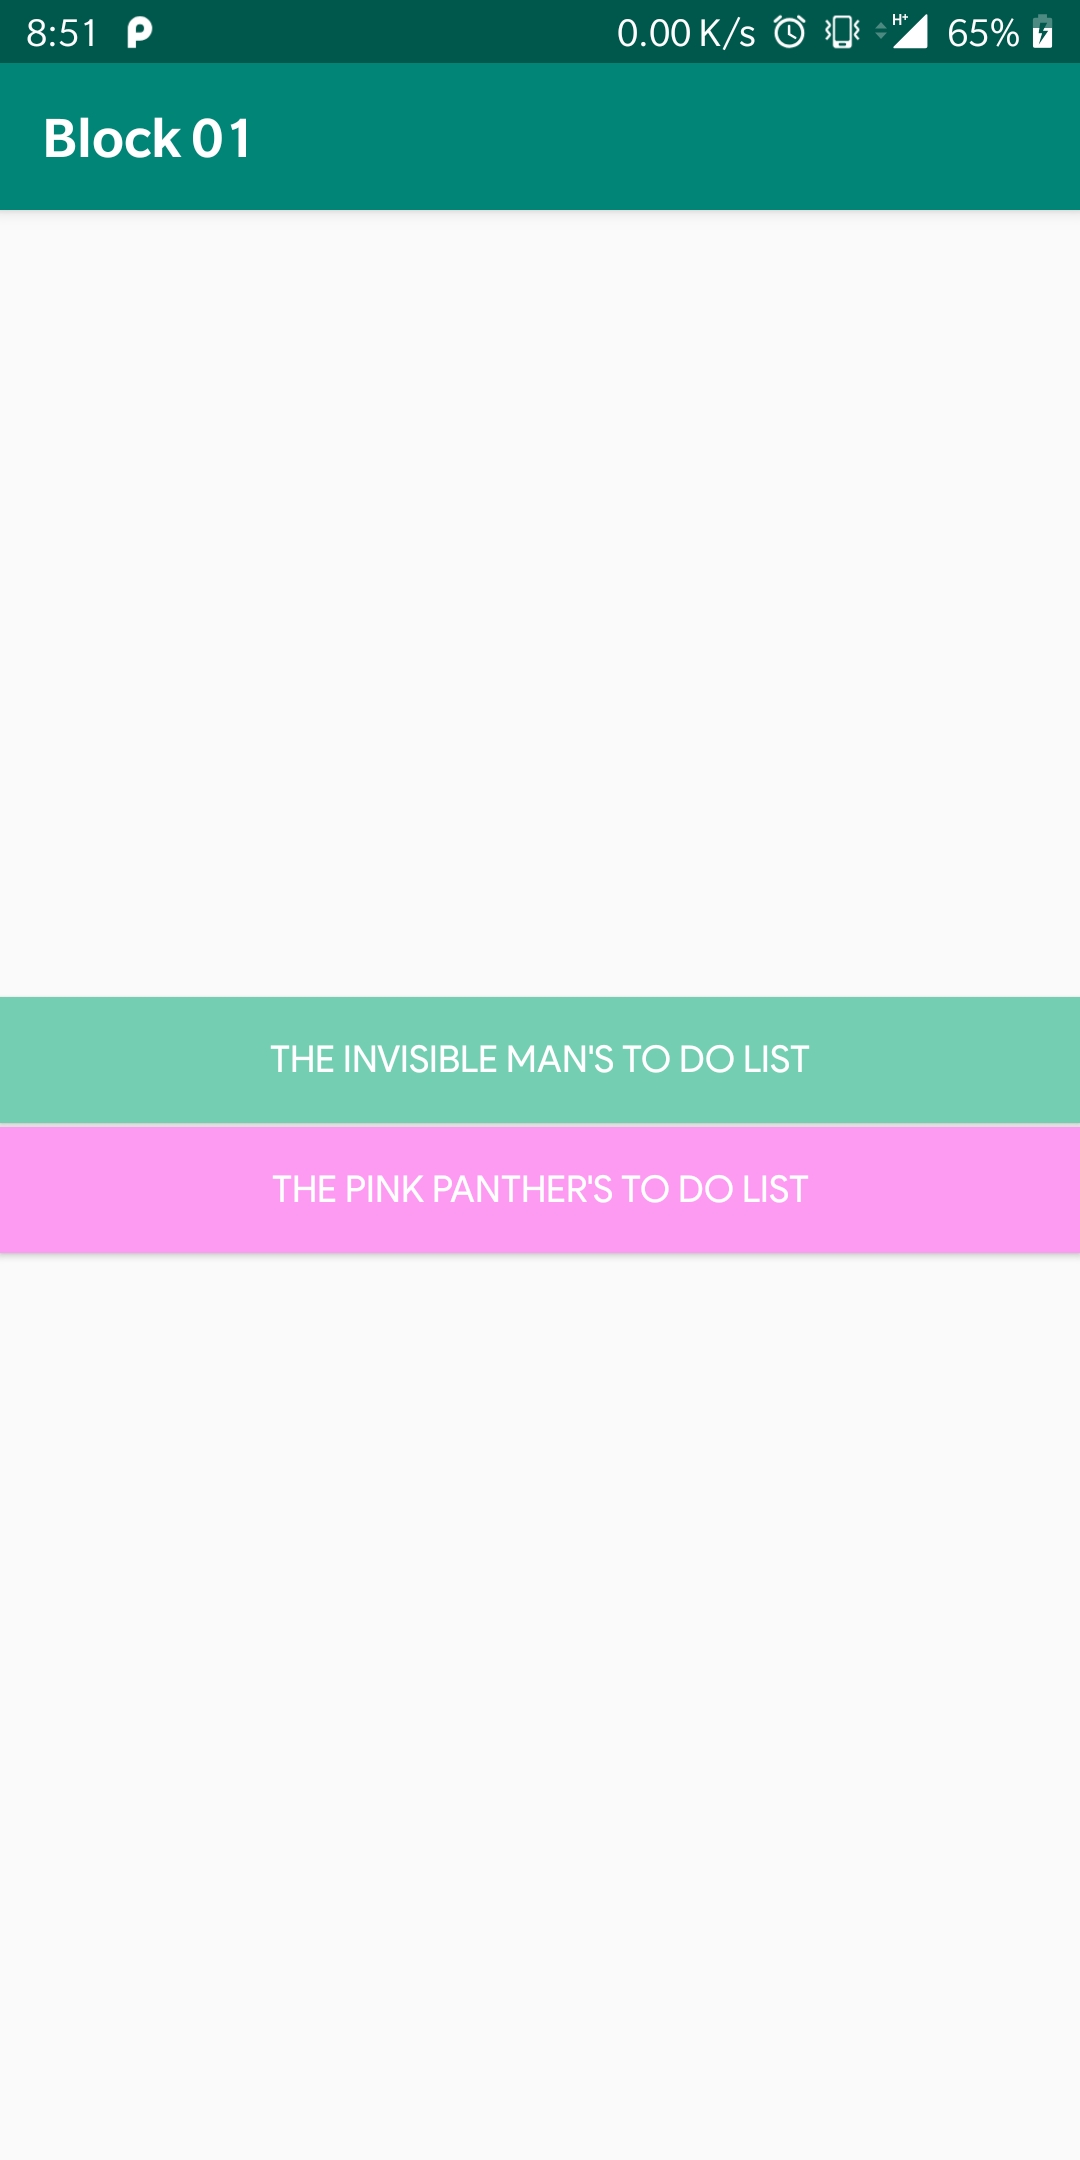 8:51 0.00 K/s H+ 65%
Block 01
THE INVISIBLE MAN'S TO DO LIST
THE PINK PANTHER'S TO DO LIST